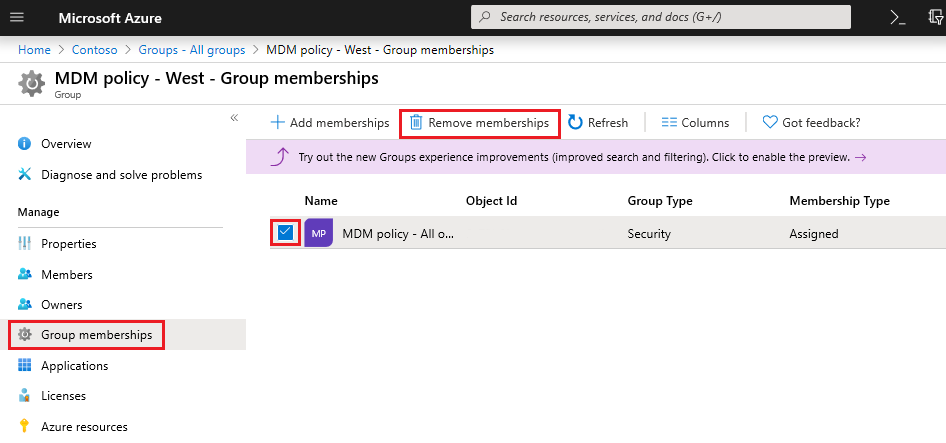 Microsoft Azure
Search resources, services, and docs (G+/)
Home > Contoso > Groups - All groups > MDM policy - West - Group memberships
MDM policy - West - Group memberships
Group
Add memberships
Remove memberships
Refresh
Columns
Got feedback?
Try out the new Groups experience improvements (improved search and filtering). Click to enable the preview. →
Overview
Diagnose and solve problems
Manage
Properties
Members
Owners
Group memberships
Applications
Licenses
Azure resources
Name Object Id Group Type Membership Type
MP MDM policy - All o... Security Assigned